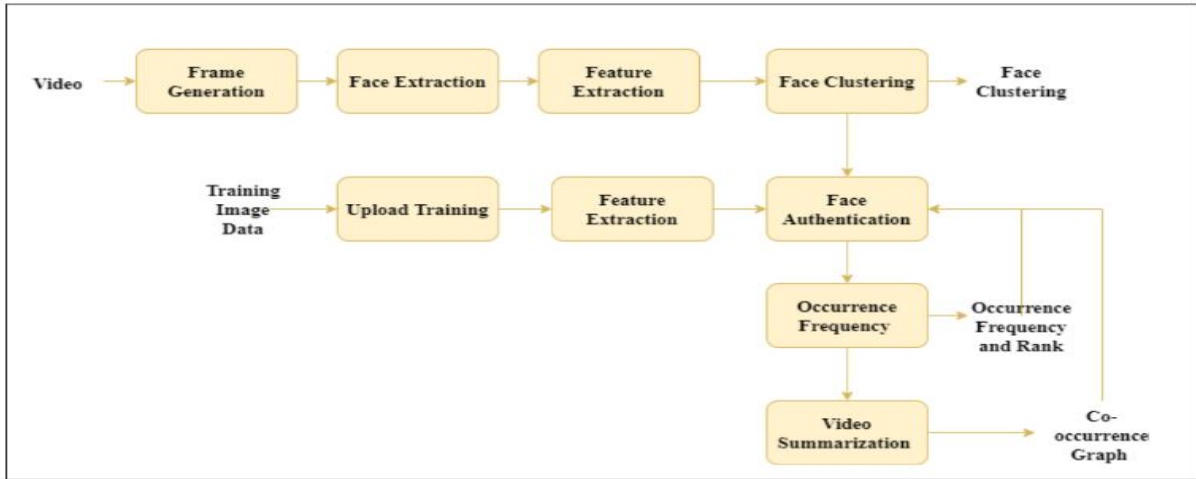 Video
Frame
Generation
Face Extraction
Feature
Extraction
Face Clustering
Face
Clustering
Training
Image
Data
Upload Training
Feature
Extraction
Face
Authentication
Occurrence
Frequency
Occurrence
Frequency
and Rank
Video
Summarization
Co-
occurrence
Graph